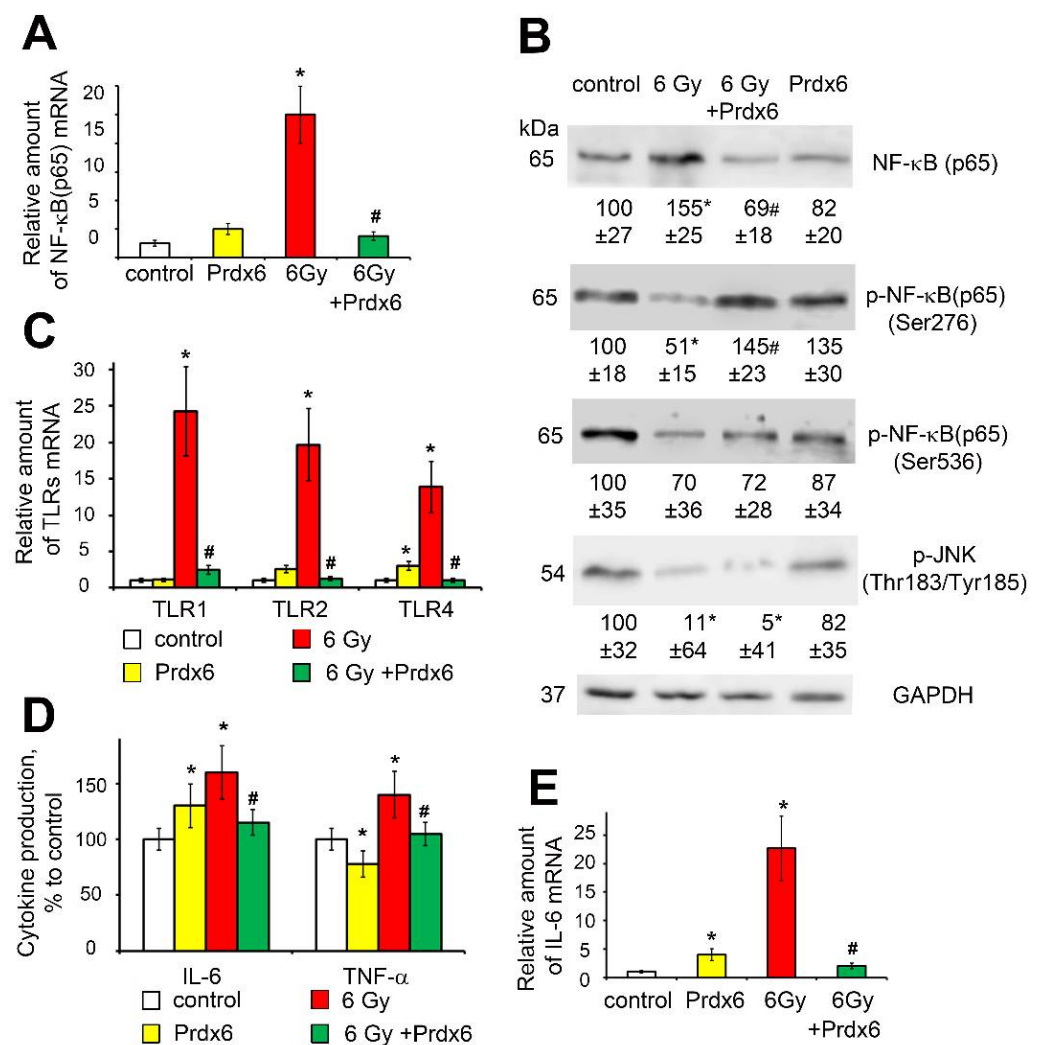 A
Relative amount
of NF-κB(p65) mRNA
20
15
10
5
0
*
#
control
Prdx6
6Gy
6Gy
+Prdx6
B
control
6 Gy
6 Gy
+Prdx6
Prdx6
kDa
65
NF-κB (p65)
100 155* 69# 82
±27 ±25 ±18 ±20
65
p-NF-κB(p65)
(Ser276)
100 51* 145# 135
±18 ±15 ±23 ±30
65
p-NF-κB(p65)
(Ser536)
100 70 72 87
±35 ±36 ±28 ±34
54
p-JNK
(Thr183/Tyr185)
100 11* 5* 82
±32 ±64 ±41 ±35
37
GAPDH
C
Relative amount
of TLRs mRNA
30
25
20
15
10
5
0
*
#
*
#
*
*
#
TLR1 TLR2 TLR4
control
6 Gy
Prdx6
6 Gy +Prdx6
D
Cytokine production,
% to control
150
100
50
0
*
*
#
*
*
#
IL-6 TNF-α
control
6 Gy
Prdx6
6 Gy +Prdx6
E
Relative amount
of IL-6 mRNA
25
20
15
10
5
0
*
*
#
control
Prdx6
6Gy
6Gy
+Prdx6